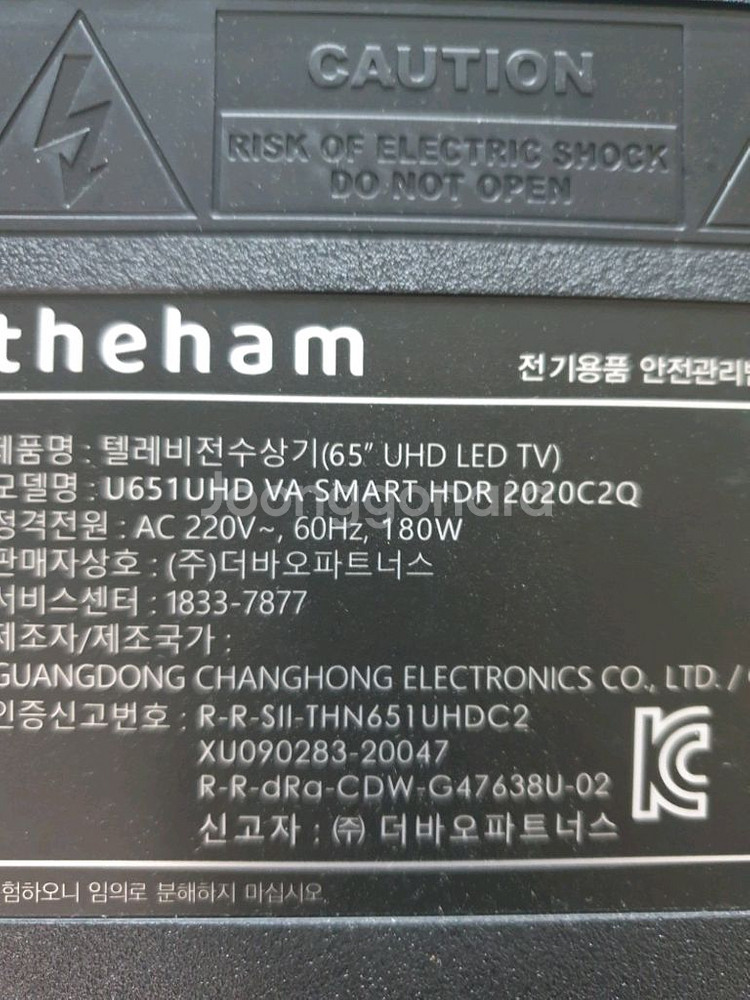 CAUTION
RISK OF ELECTRIC SHOCK
DO NOT OPEN
theham
전기용품 안전관리법
제품명 : 텔레비전수상기(65" UHD LED TV)
모델명 : U651UHD VA SMART HDR 2020C2Q
Joonggonara
정격전원 : AC 220V~, 60Hz, 180W
판매자상호 : (주)더바오파트너스
서비스센터 : 1833-7877
제조자/제조국가 :
GUANGDONG CHANGHONG ELECTRONICS CO., LTD. /
인증신고번호 : R-R-SII-THN651UHDC2
XU090283-20047
R-R-dRa-CDW-G47638U-02
신고자 : ㈜ 더바오파트너스
험하오니 임의로 분해하지 마십시오.